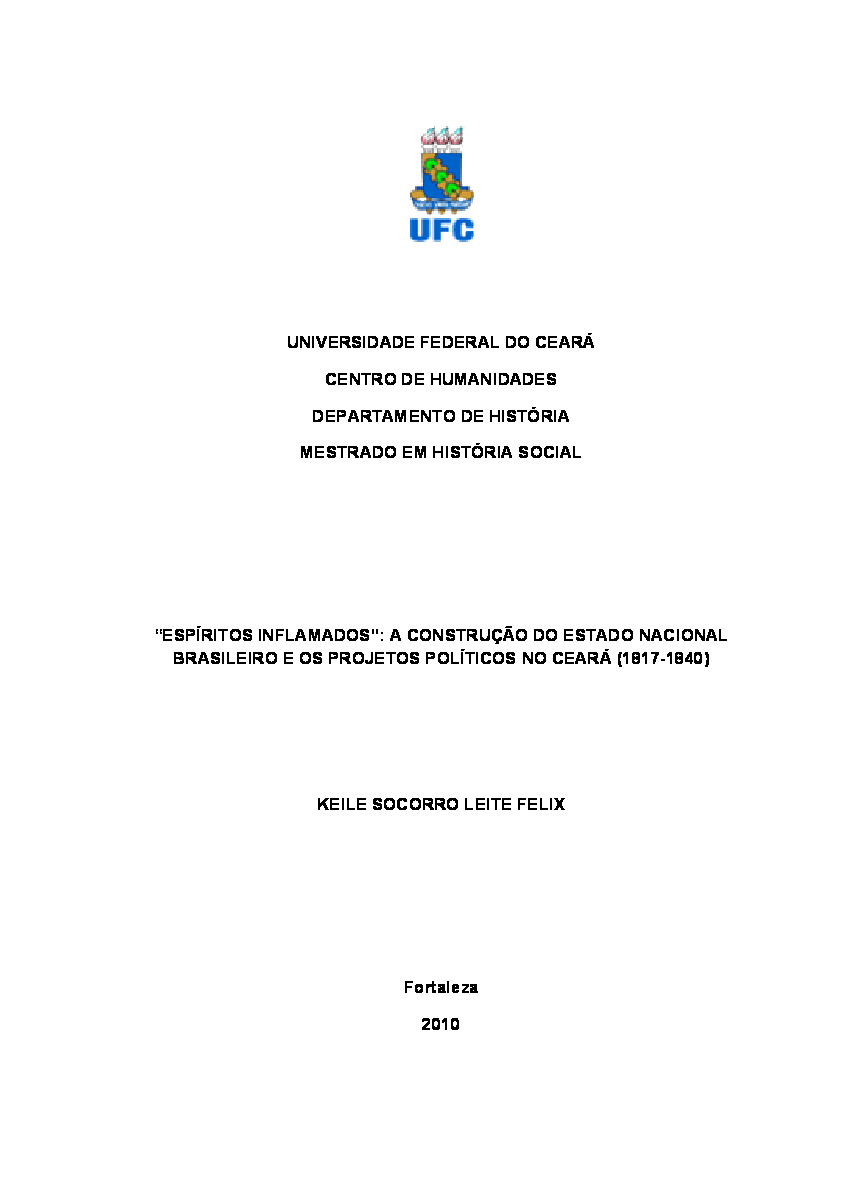 UFC
UNIVERSIDADE FEDERAL DO CEARÁ
CENTRO DE HUMANIDADES
DEPARTAMENTO DE HISTÓRIA
MESTRADO EM HISTÓRIA SOCIAL
“ESPÍRITOS INFLAMADOS”: A CONSTRUÇÃO DO ESTADO NACIONAL
BRASILEIRO E OS PROJETOS POLÍTICOS NO CEARÁ (1817-1840)
KEILE SOCORRO LEITE FELIX
Fortaleza
2010